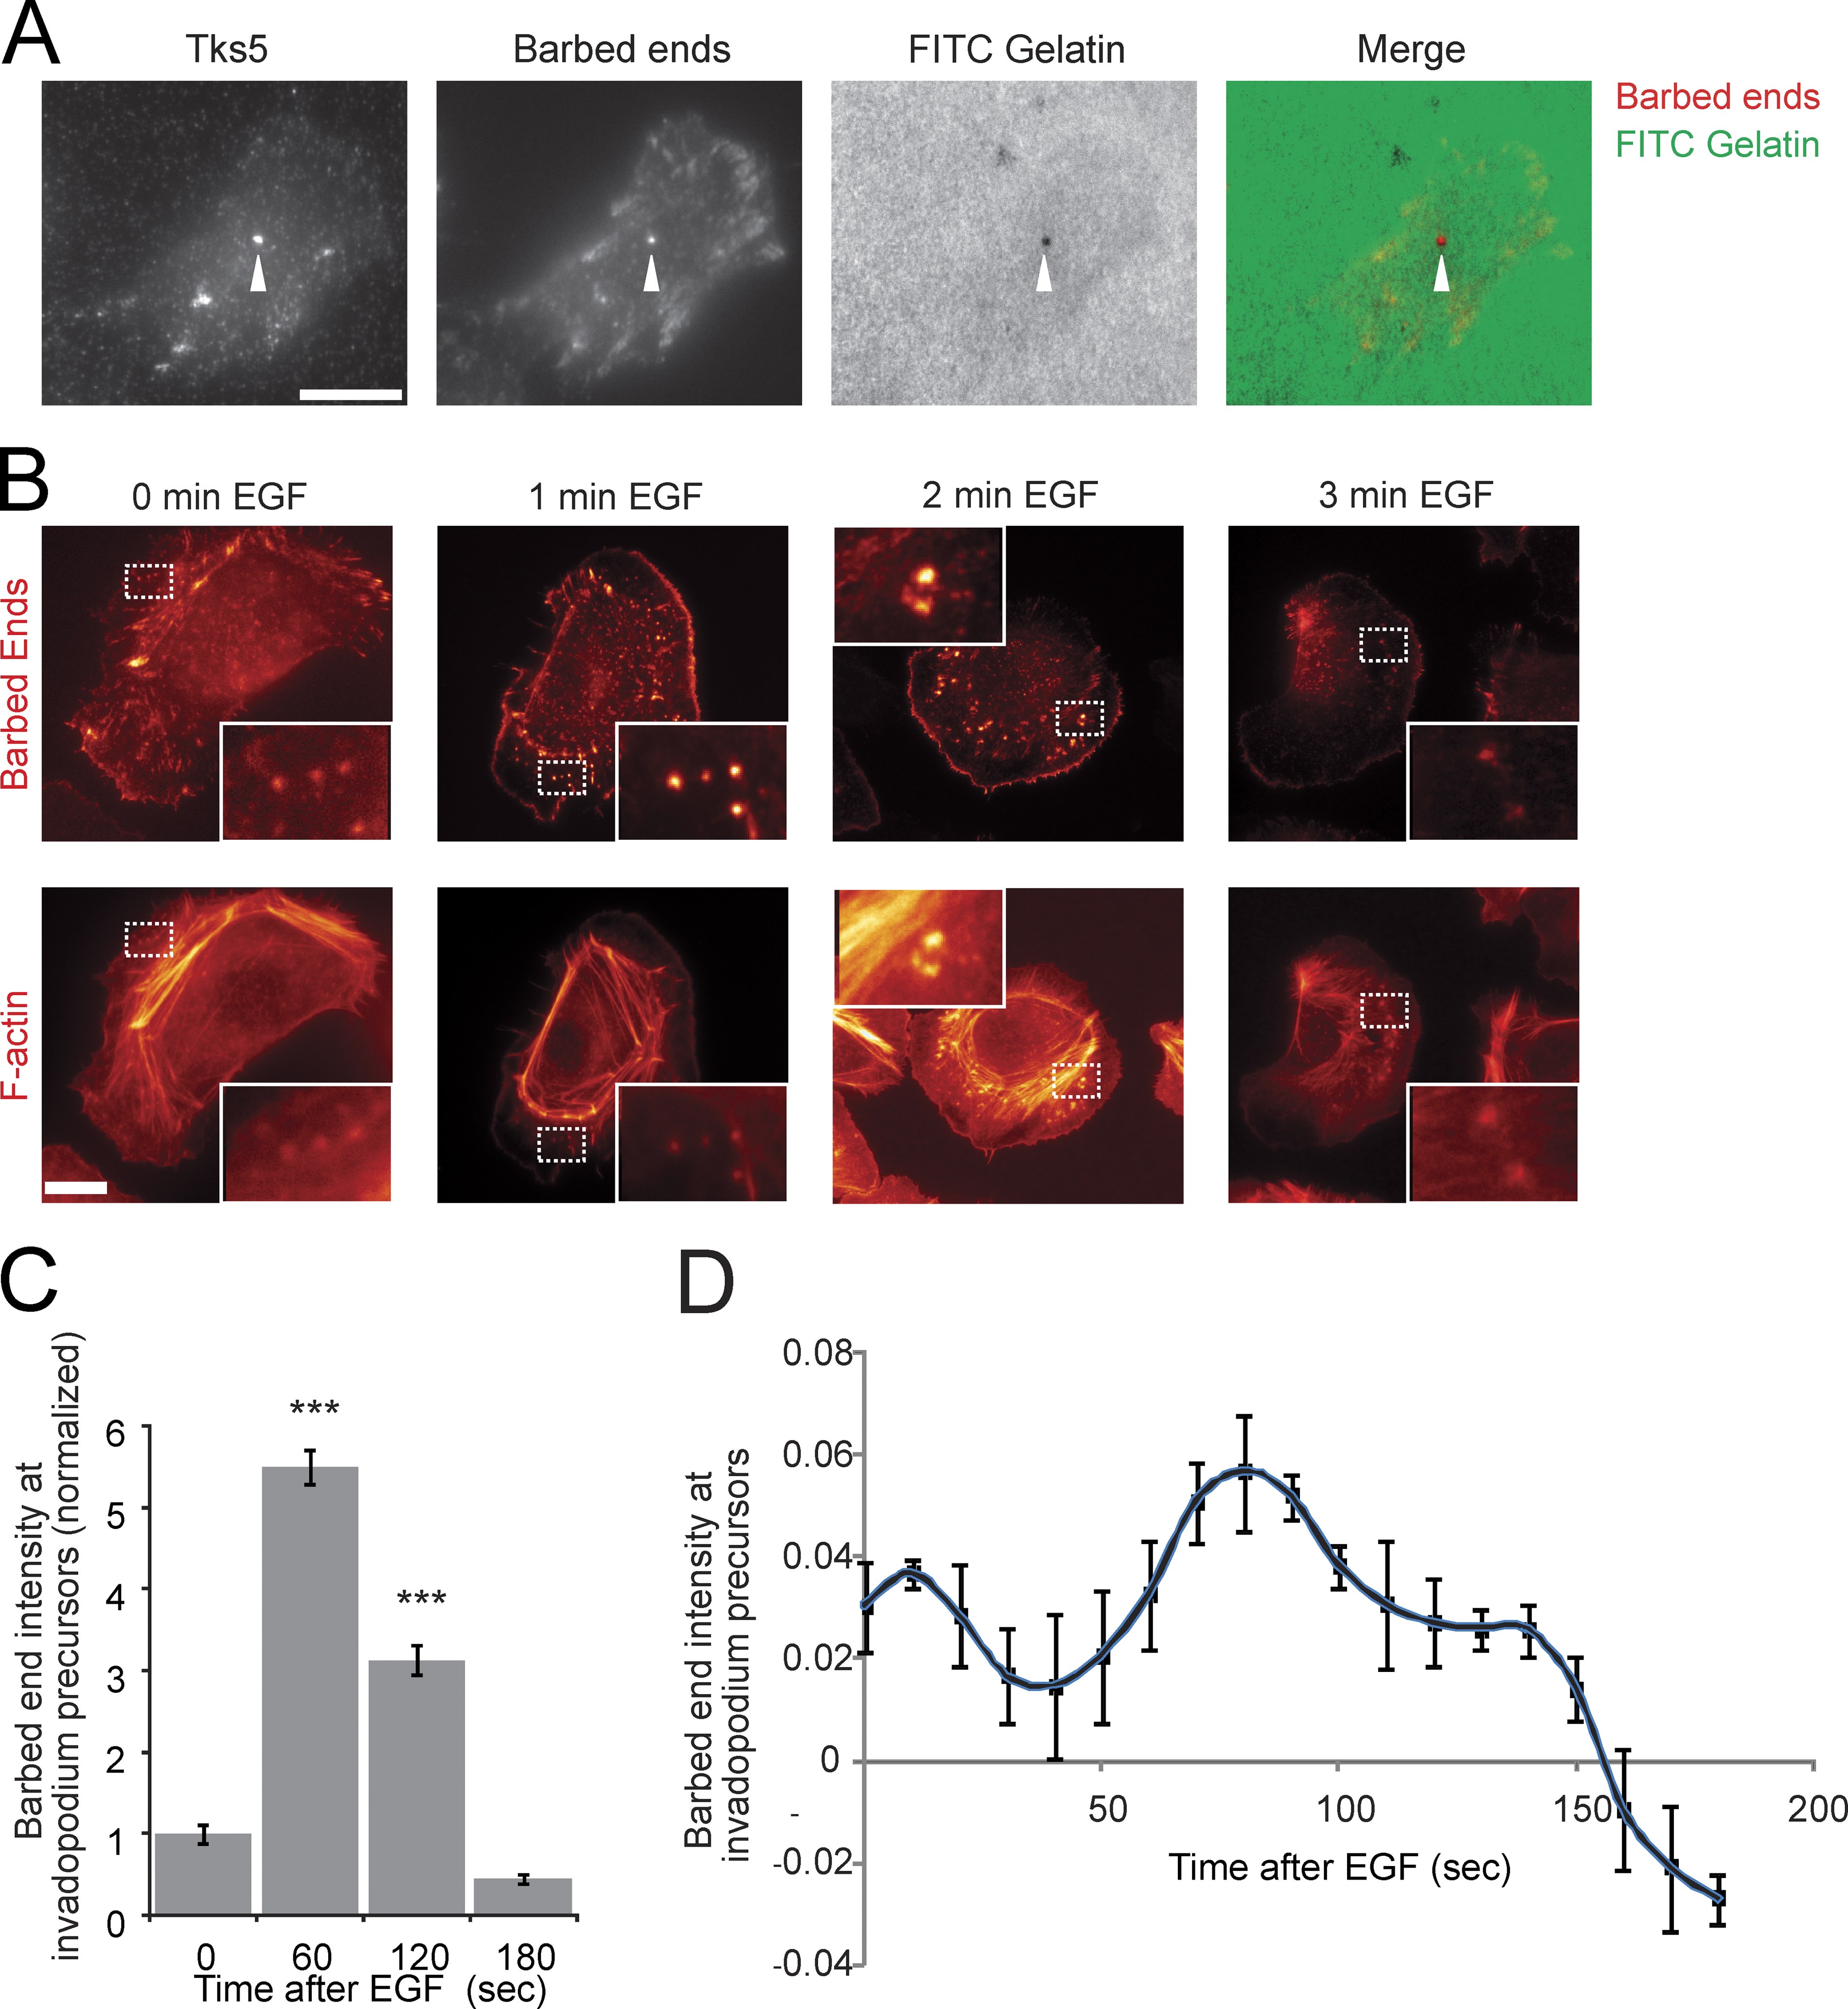 A
Tks5
Barbed ends
FITC Gelatin
Merge
Barbed ends
FITC Gelatin
B
0 min EGF
1 min EGF
2 min EGF
3 min EGF
Barbed Ends
F-actin
C
Barbed end intensity at
invadopodium precursors (normalized)
6
5
4
3
2
1
0
***
***
0
60
120
180
Time after EGF (sec)
D
Barbed end intensity at
invadopodium precursors
0.08
0.06
0.04
0.02
0
-
-0.02
-0.04
50
100
150
200
Time after EGF (sec)